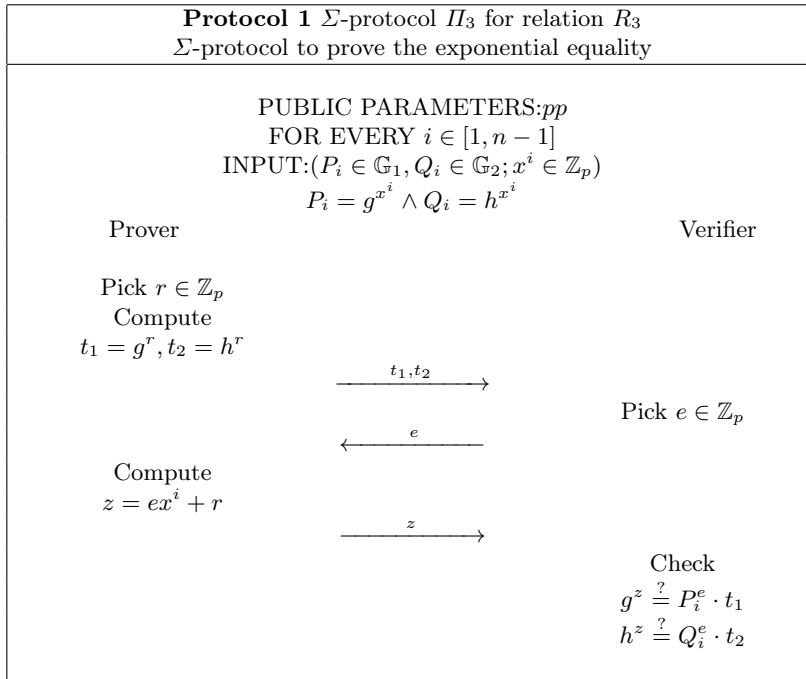 Protocol 1 Σ-protocol Π₃ for relation R₃
Σ-protocol to prove the exponential equality
PUBLIC PARAMETERS:pp
FOR EVERY i ∈ [1, n − 1]
INPUT:(Pᵢ ∈ 𝔾₁, Qᵢ ∈ 𝔾₂; xⁱ ∈ ℤₚ)
Pᵢ = g^{xⁱ} ∧ Qᵢ = h^{xⁱ}
Prover Verifier
Pick r ∈ ℤₚ
Compute
t₁ = gʳ, t₂ = hʳ
t₁,t₂
Pick e ∈ ℤₚ
e
Compute
z = exⁱ + r
z
Check
g^z ≟ Pᵢᵉ · t₁
h^z ≟ Qᵢᵉ · t₂